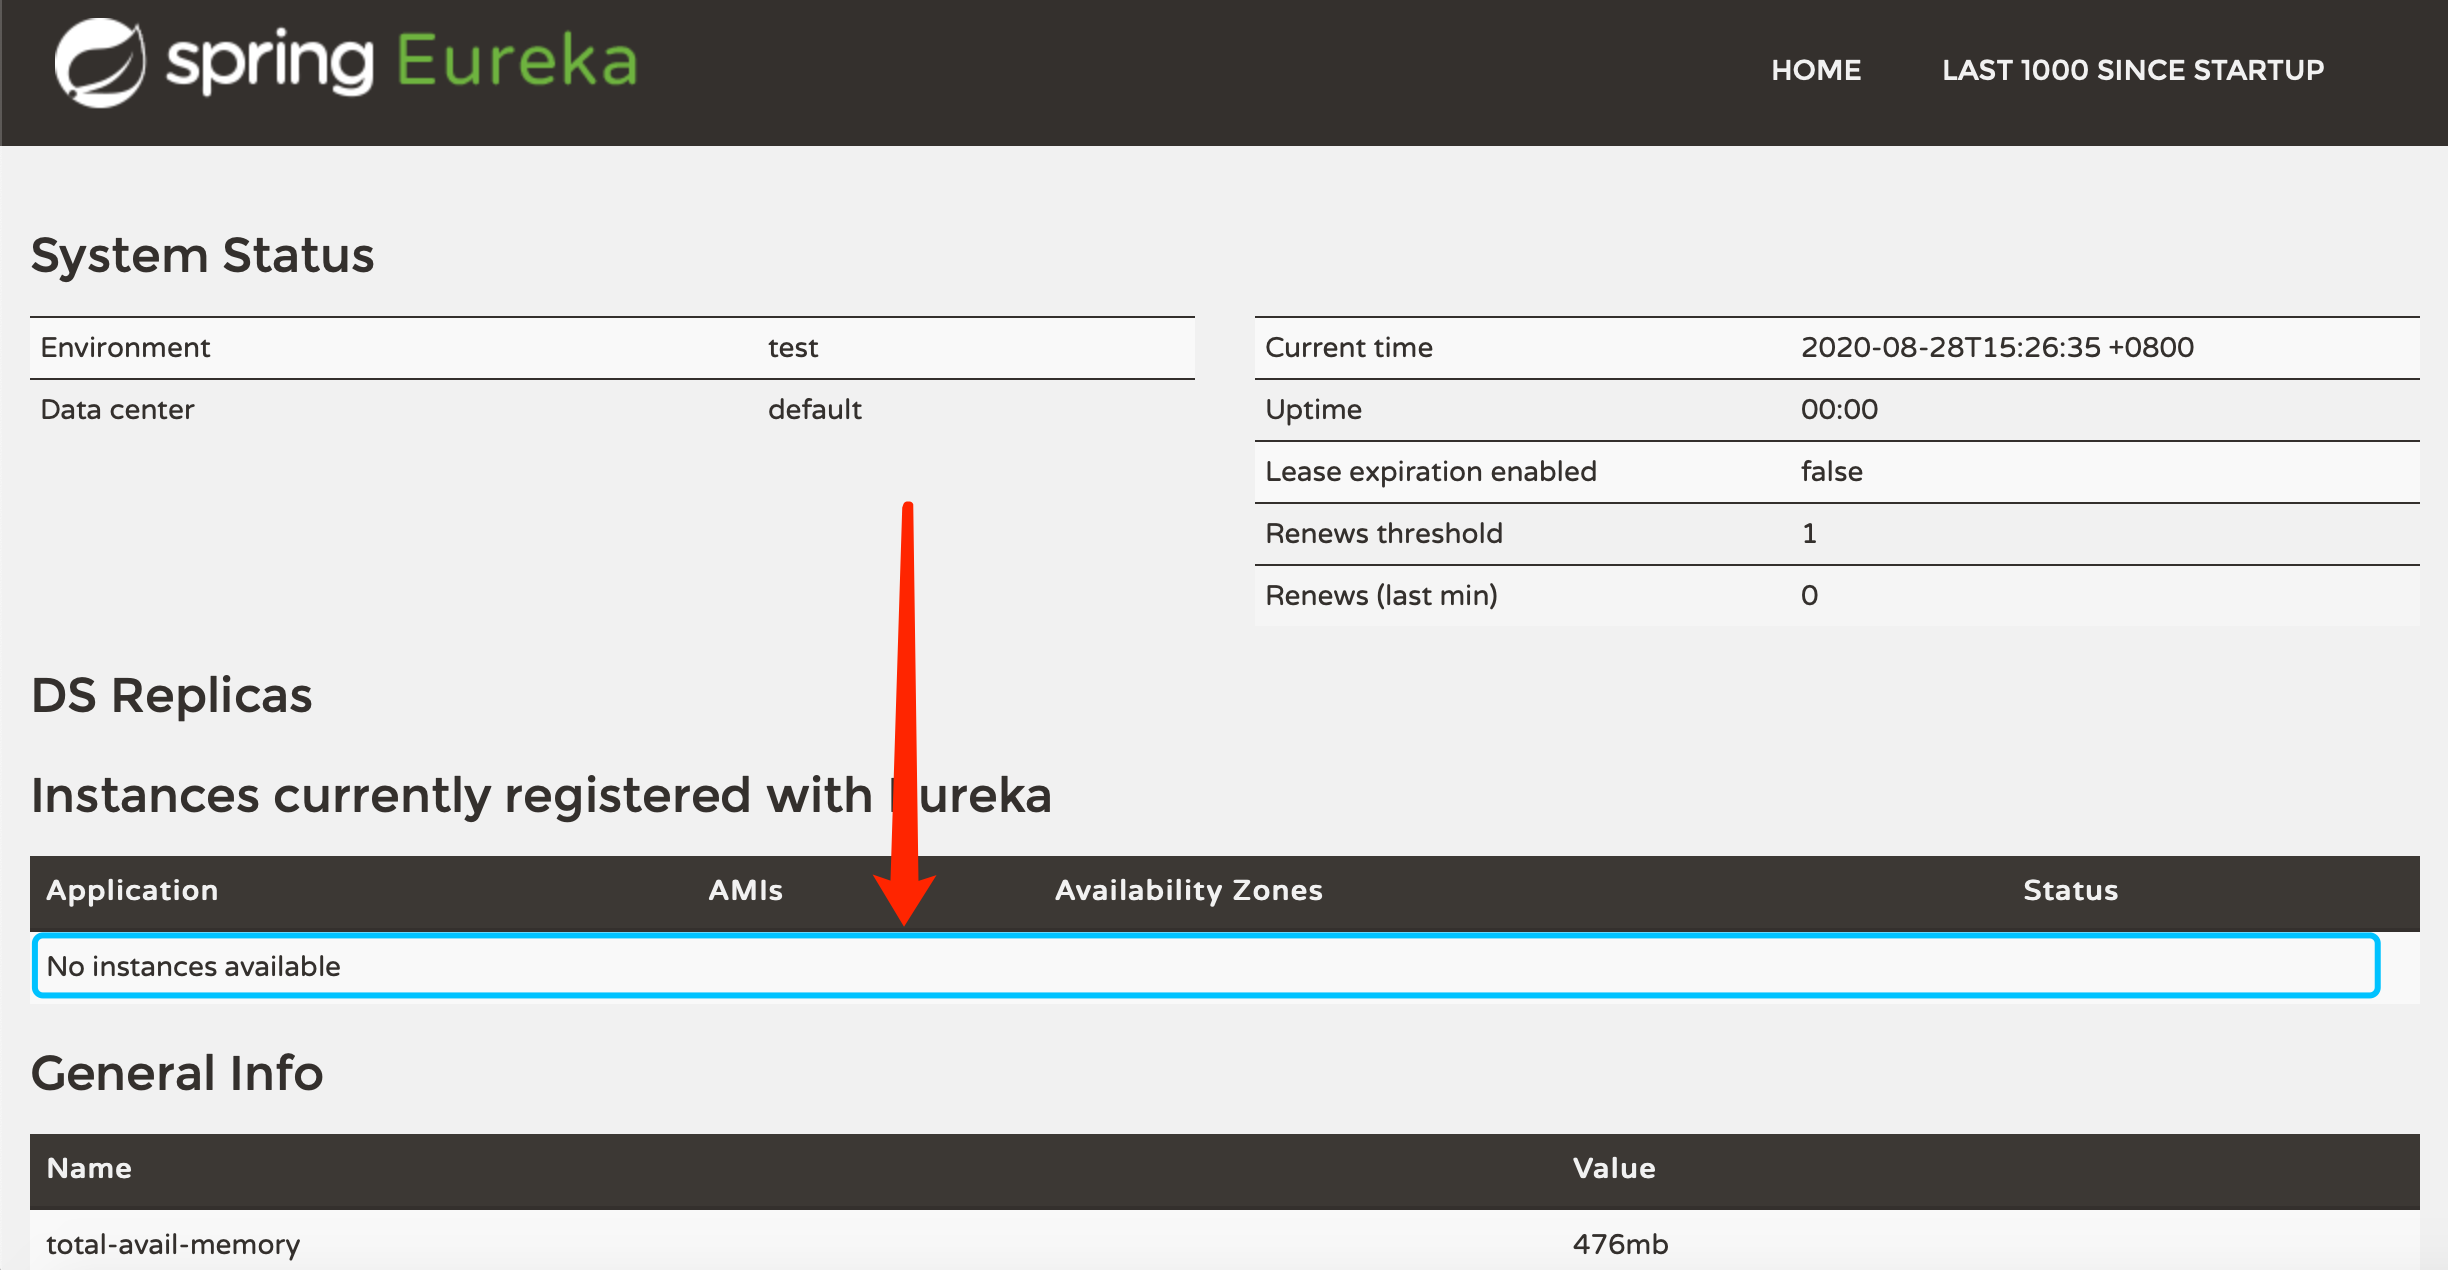 spring Eureka
HOME LAST 1000 SINCE STARTUP
System Status
Environment test
Data center default
Current time 2020-08-28T15:26:35 +0800
Uptime 00:00
Lease expiration enabled false
Renews threshold 1
Renews (last min) 0
DS Replicas
Instances currently registered with Eureka
Application AMIs Availability Zones Status
No instances available
General Info
Name Value
total-avail-memory 476mb